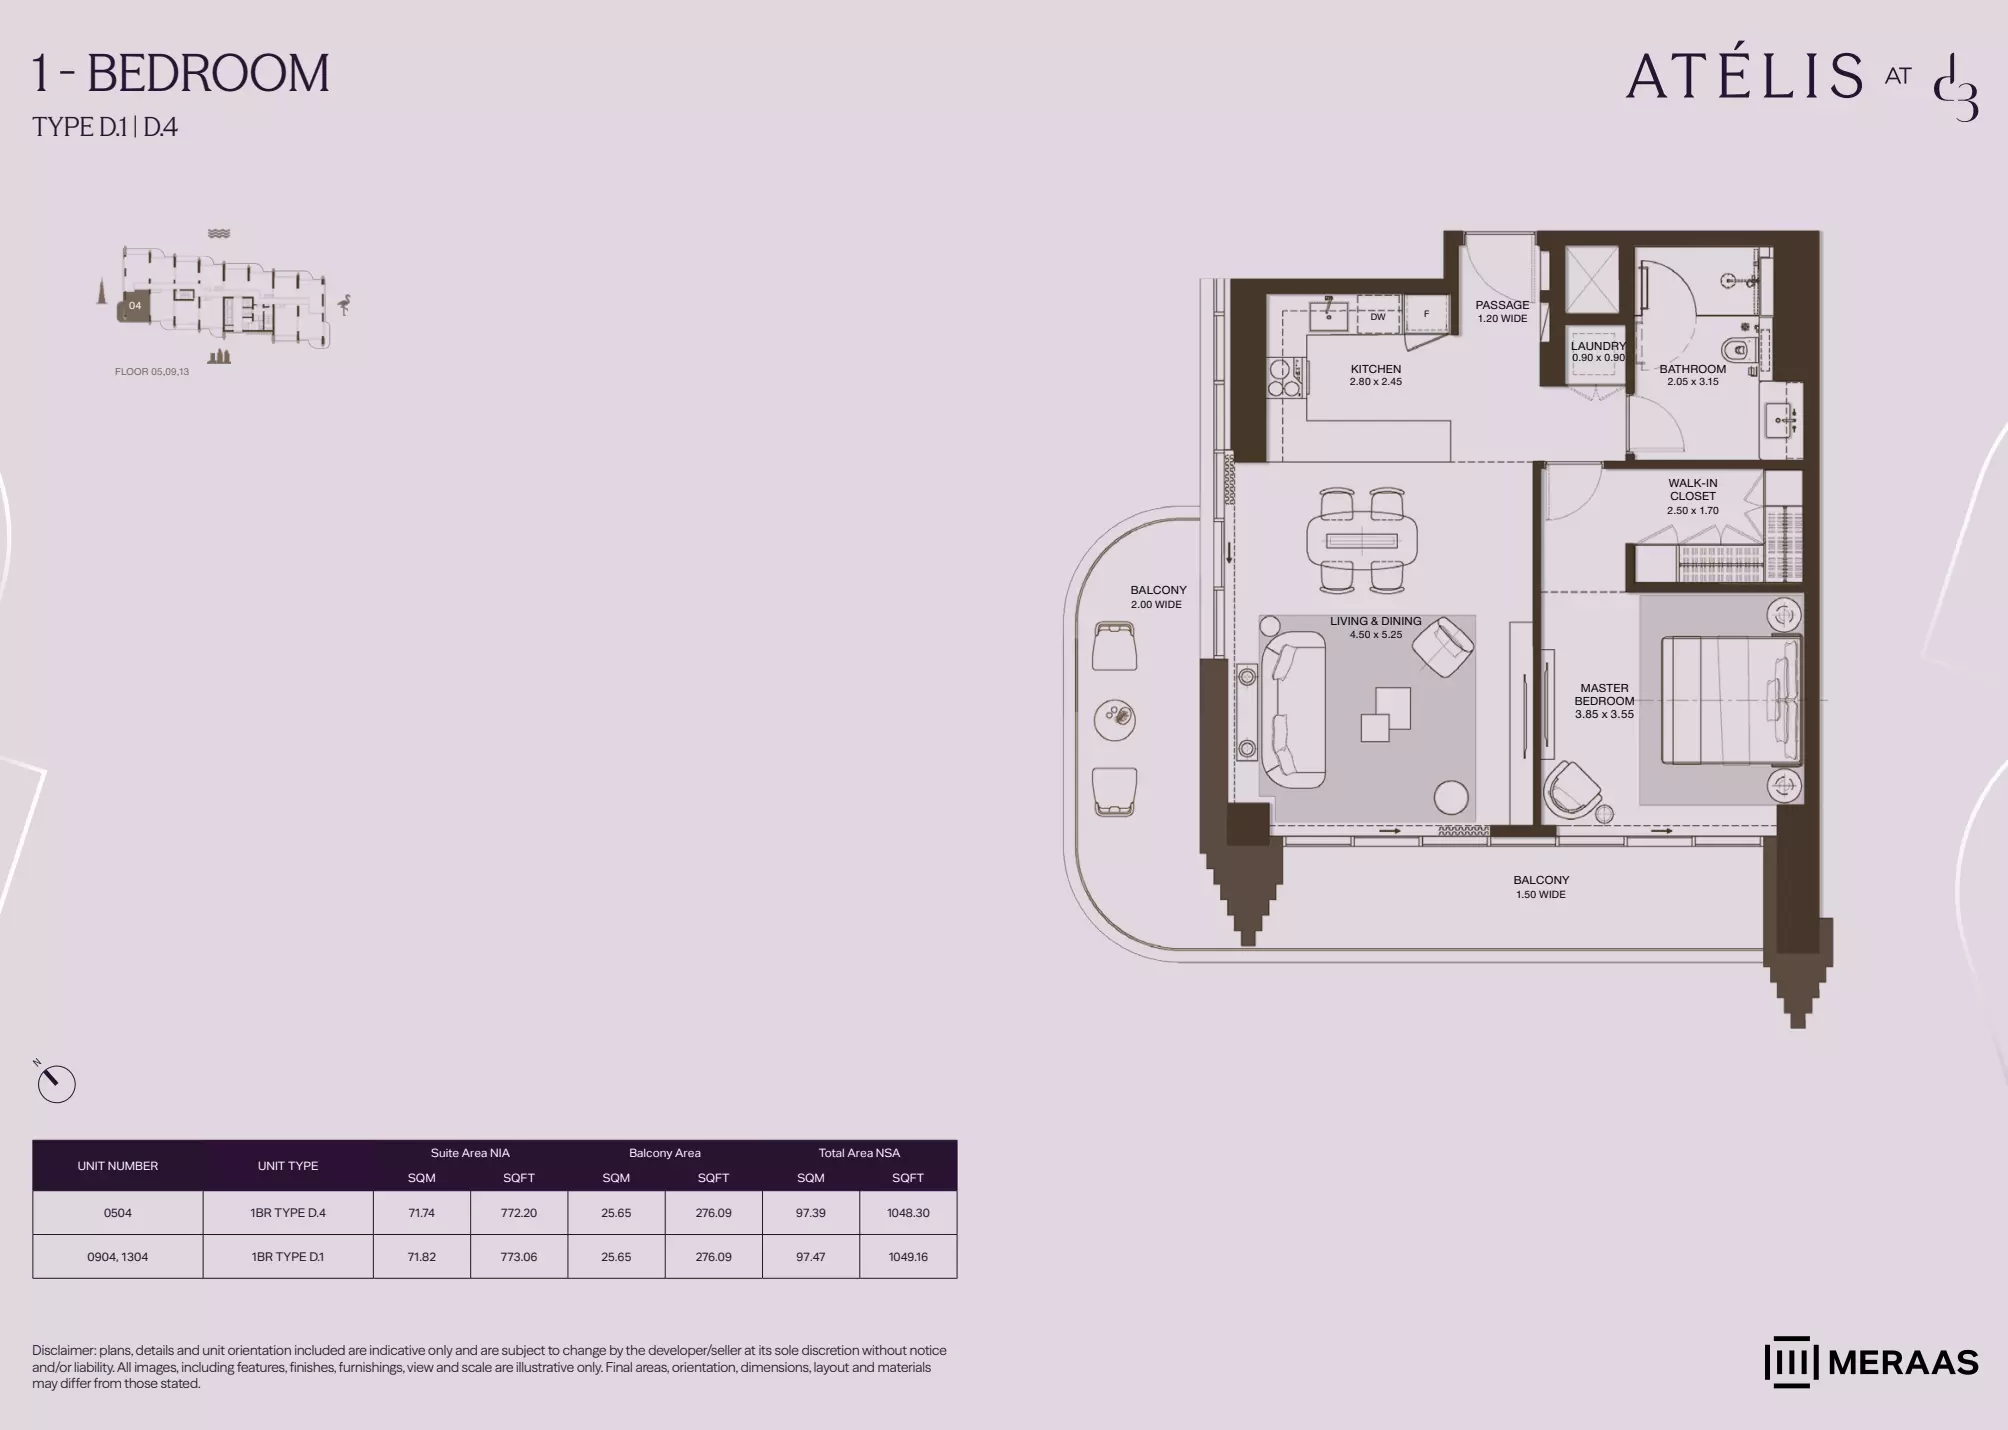 1 - BEDROOM
TYPE D.1 | D.4
ATÉLIS AT d3
04
FLOOR 05,09,13
PASSAGE
1.20 WIDE
DW
F
KITCHEN
2.80 x 2.45
LAUNDRY
0.90 x 0.90
BATHROOM
2.05 x 3.15
WALK-IN
CLOSET
2.50 x 1.70
BALCONY
2.00 WIDE
LIVING & DINING
4.50 x 5.25
MASTER
BEDROOM
3.85 x 3.55
BALCONY
1.50 WIDE
N
UNIT NUMBER UNIT TYPE Suite Area NIA Balcony Area Total Area NSA
SQM SQFT SQM SQFT SQM SQFT
0504 1BR TYPE D.4 71.74 772.20 25.65 276.09 97.39 1048.30
0904, 1304 1BR TYPE D.1 71.82 773.06 25.65 276.09 97.47 1049.16
Disclaimer: plans, details and unit orientation included are indicative only and are subject to change by the developer/seller at its sole discretion without notice
and/or liability. All images, including features, finishes, furnishings, view and scale are illustrative only. Final areas, orientation, dimensions, layout and materials
may differ from those stated.
MERAAS